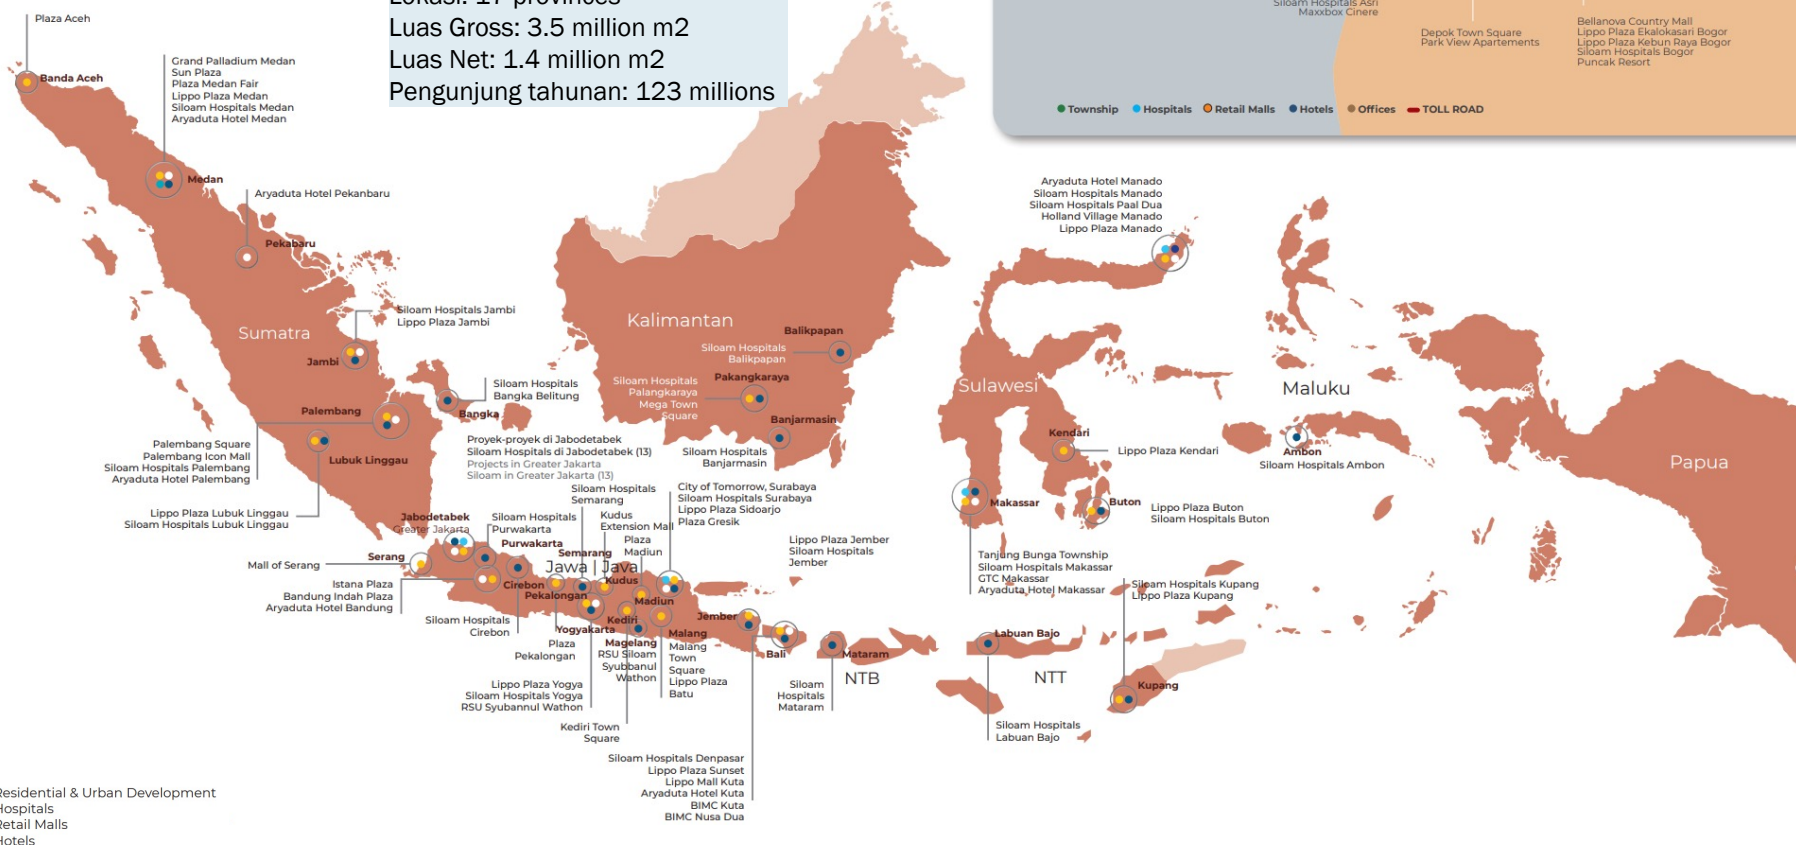 Lokasi: 17 provinces
Luas Gross: 3.5 million m2
Luas Net: 1.4 million m2
Pengunjung tahunan: 123 millions
Siloam Hospitals Asri
Maxxbox Cinere
Depok Town Square
Park View Apartements
Bellanova Country Mall
Lippo Plaza Ekalokasari Bogor
Lippo Plaza Kebun Raya Bogor
Siloam Hospitals Bogor
Puncak Resort
Township
Hospitals
Retail Malls
Hotels
Offices
TOLL ROAD
Plaza Aceh
Banda Aceh
Grand Palladium Medan
Sun Plaza
Plaza Medan Fair
Lippo Plaza Medan
Siloam Hospitals Medan
Aryaduta Hotel Medan
Medan
Aryaduta Hotel Pekanbaru
Pekabaru
Sumatra
Siloam Hospitals Jambi
Lippo Plaza Jambi
Jambi
Siloam Hospitals
Bangka Belitung
Bangka
Palembang
Palembang Square
Palembang Icon Mall
Siloam Hospitals Palembang
Aryaduta Hotel Palembang
Lubuk Linggau
Lippo Plaza Lubuk Linggau
Siloam Hospitals Lubuk Linggau
Kalimantan
Balikpapan
Siloam Hospitals
Balikpapan
Pakangkaraya
Siloam Hospitals
Palangkaraya
Mega Town
Square
Banjarmasin
Siloam Hospitals
Banjarmasin
Proyek-proyek di Jabodetabek
Siloam Hospitals di Jabodetabek (13)
Projects in Greater Jakarta
Siloam in Greater Jakarta (13)
Jabodetabek
Greater Jakarta
Siloam Hospitals
Purwakarta
Purwakarta
Siloam Hospitals
Semarang
Semarang
Kudus
Extension Mall
Kudus
Plaza
Madiun
Madiun
City of Tomorrow, Surabaya
Siloam Hospitals Surabaya
Lippo Plaza Sidoarjo
Plaza Gresik
Jawa | Java
Serang
Mall of Serang
Istana Plaza
Bandung Indah Plaza
Aryaduta Hotel Bandung
Cirebon
Siloam Hospitals
Cirebon
Pekalongan
Plaza
Pekalongan
Yogyakarta
Lippo Plaza Yogya
Siloam Hospitals Yogya
RSU Syubannul Wathon
Kediri
Kediri Town
Square
Magelang
RSU Siloam
Syubbanul
Wathon
Malang
Malang
Town
Square
Lippo Plaza
Batu
Lippo Plaza Jember
Siloam Hospitals
Jember
Jember
Bali
Siloam Hospitals Denpasar
Lippo Plaza Sunset
Lippo Mall Kuta
Aryaduta Hotel Kuta
BIMC Kuta
BIMC Nusa Dua
Mataram
Siloam
Hospitals
Mataram
NTB
Aryaduta Hotel Manado
Siloam Hospitals Manado
Siloam Hospitals Paal Dua
Holland Village Manado
Lippo Plaza Manado
Sulawesi
Kendari
Lippo Plaza Kendari
Makassar
Tanjung Bunga Township
Siloam Hospitals Makassar
GTC Makassar
Aryaduta Hotel Makassar
Buton
Lippo Plaza Buton
Siloam Hospitals Buton
Maluku
Ambon
Siloam Hospitals Ambon
Papua
Labuan Bajo
Siloam Hospitals
Labuan Bajo
NTT
Siloam Hospitals Kupang
Lippo Plaza Kupang
Kupang
Residential & Urban Development
Hospitals
Retail Malls
Hotels